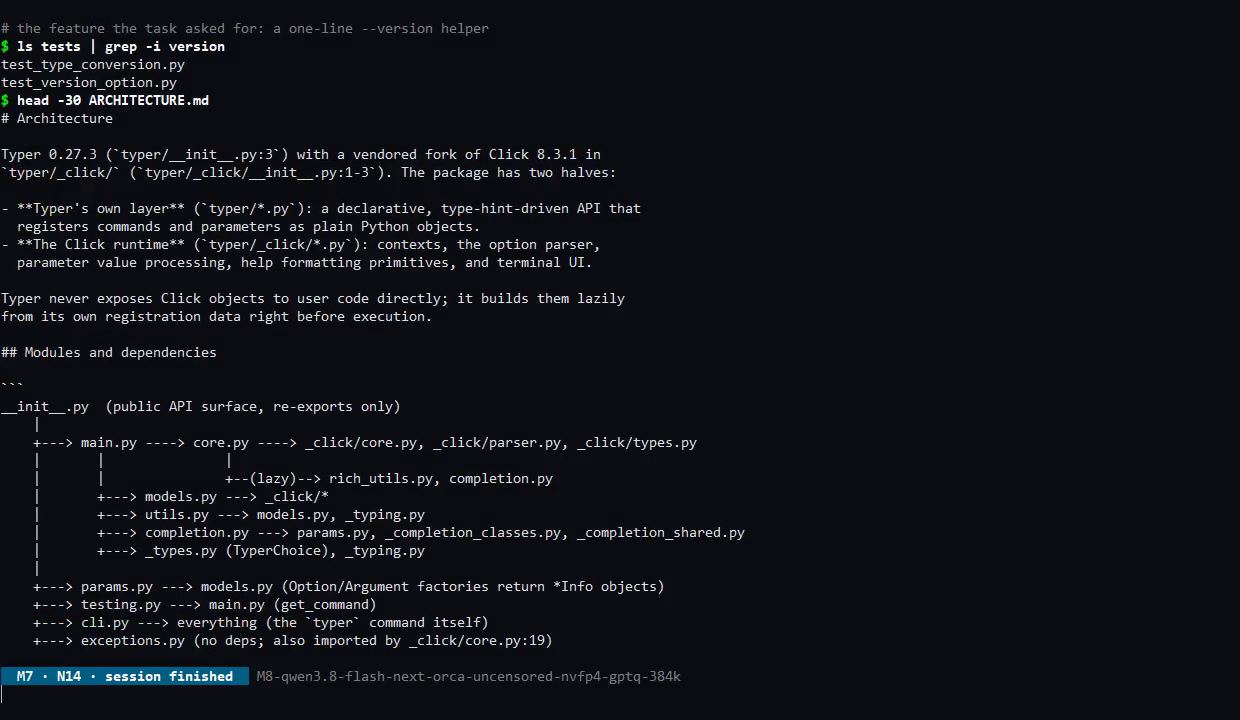 # the feature the task asked for: a one-line --version helper
$ ls tests | grep -i version
test_type_conversion.py
test_version_option.py
$ head -30 ARCHITECTURE.md
# Architecture

Typer 0.27.3 (`typer/__init__.py:3`) with a vendored fork of Click 8.3.1 in
`typer/_click/` (`typer/_click/__init__.py:1-3`). The package has two halves:

- **Typer's own layer** (`typer/*.py`): a declarative, type-hint-driven API that
  registers commands and parameters as plain Python objects.
- **The Click runtime** (`typer/_click/*.py`): contexts, the option parser,
  parameter value processing, help formatting primitives, and terminal UI.

Typer never exposes Click objects to user code directly; it builds them lazily
from its own registration data right before execution.

## Modules and dependencies

```
__init__.py  (public API surface, re-exports only)
    |
    +---> main.py ----> core.py ----> _click/core.py, _click/parser.py, _click/types.py
    |       |               |
    |       |               +--(lazy)--> rich_utils.py, completion.py
    |       +---> models.py ---> _click/*
    |       +---> utils.py ---> models.py, _typing.py
    |       +---> completion.py ---> params.py, _completion_classes.py, _completion_shared.py
    |       +---> _types.py (TyperChoice), _typing.py
    |
    +---> params.py ---> models.py (Option/Argument factories return *Info objects)
    +---> testing.py ---> main.py (get_command)
    +---> cli.py ---> everything (the `typer` command itself)
    +---> exceptions.py (no deps; also imported by _click/core.py:19)

M7 · N14 · session finished  M8-qwen3.8-flash-next-orca-uncensored-nvfp4-gptq-384k